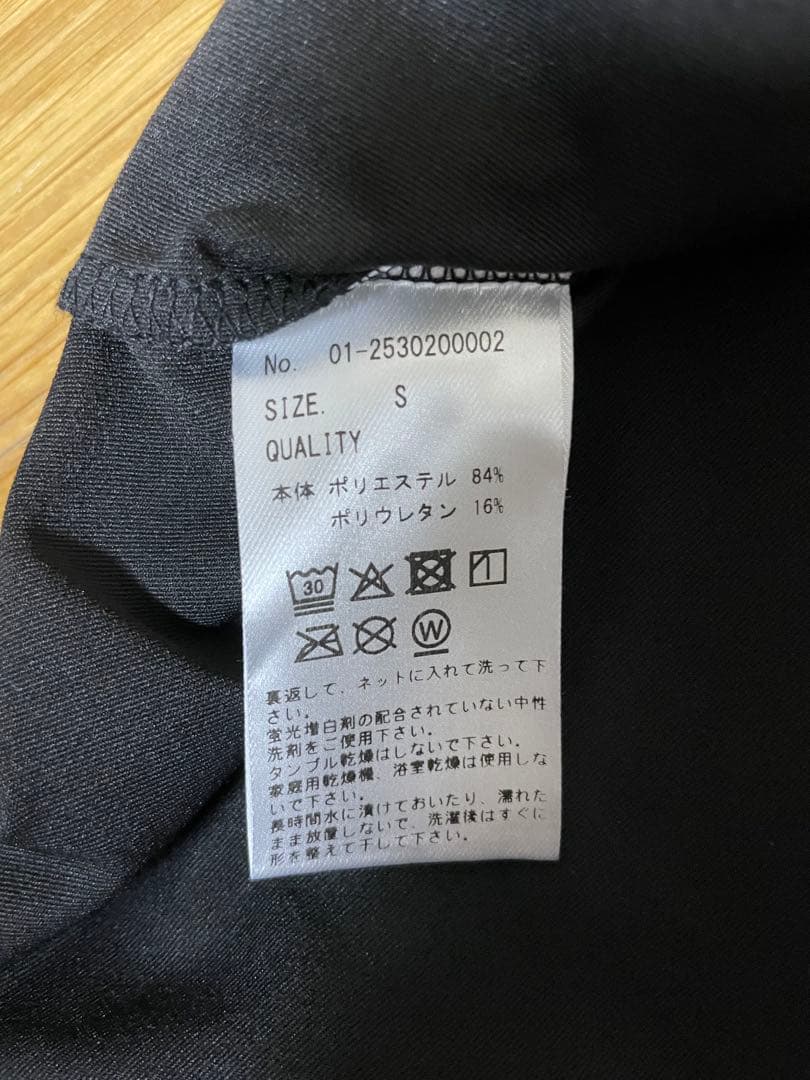 No. 01-2530200002
SIZE. S
QUALITY
本体 ポリエステル 84%
ポリウレタン 16%
30
W
裏返して、ネットに入れて洗って下
さい。
蛍光増白剤の配合されていない中性
洗剤をご使用下さい。
タンブル乾燥はしないで下さい。
家庭用乾燥機、浴室乾燥は使用しな
いで下さい。
長時間水に漬けておいたり、濡れた
まま放置しないで、洗濯後はすぐに
形を整えて干して下さい。